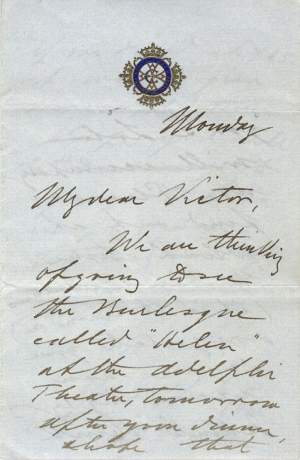 Monday
My dear Victor,
We are thinking
of going to see
the Burlesque
called "Helen"
at the Adelphi
Theatre, tomorrow
after your dinner,
& hope that